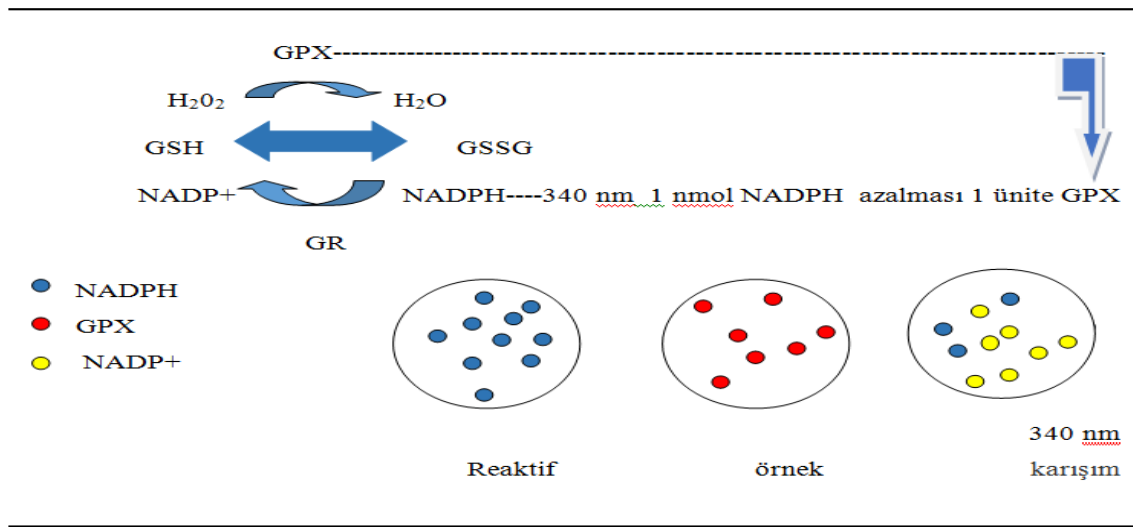 GPX--------------------------------------------------------------------------
H₂0₂ H₂O
GSH GSSG
NADP+ NADPH----340 nm 1 nmol NADPH azalması 1 ünite GPX
GR
NADPH
GPX
NADP+
340 nm
Reaktif örnek karışım